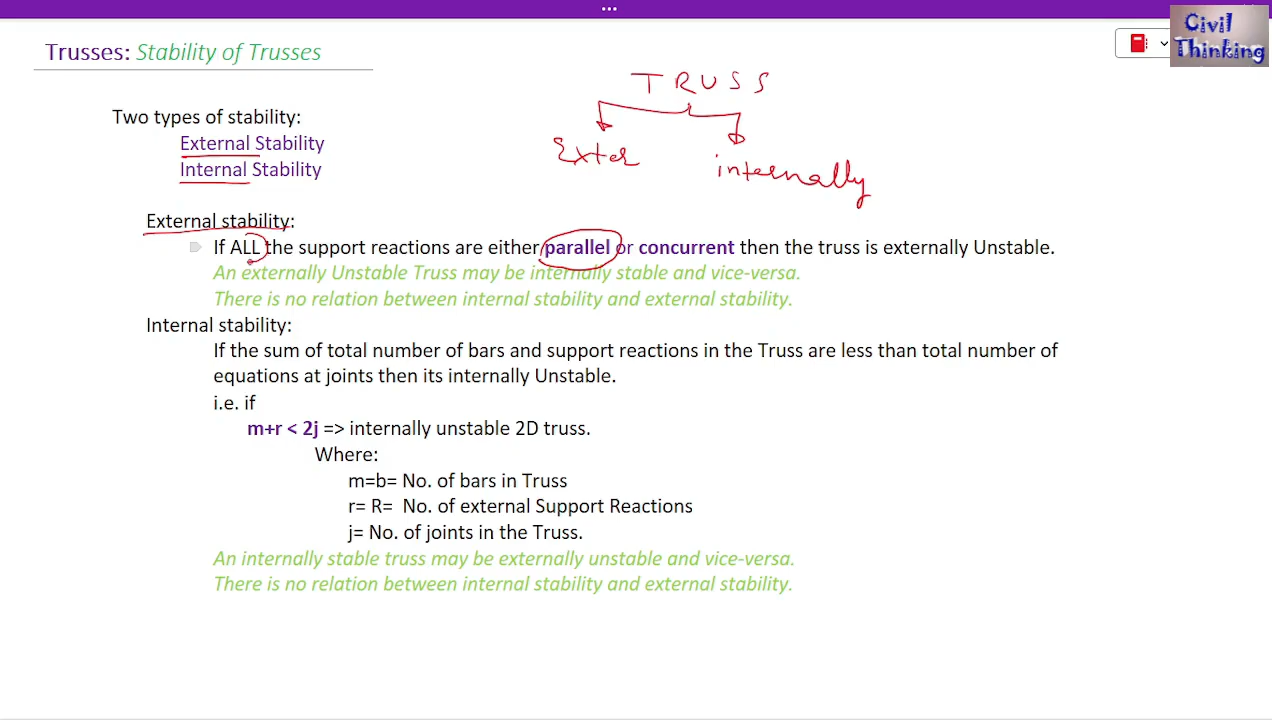 Civil
Thinking
Trusses: Stability of Trusses
TRUSS
Exter
internally
Two types of stability:
External Stability
Internal Stability
External stability:
If ALL the support reactions are either parallel or concurrent then the truss is externally Unstable.
An externally Unstable Truss may be internally stable and vice-versa.
There is no relation between internal stability and external stability.
Internal stability:
If the sum of total number of bars and support reactions in the Truss are less than total number of
equations at joints then its internally Unstable.
i.e. if
m+r < 2j => internally unstable 2D truss.
Where:
m=b= No. of bars in Truss
r= R= No. of external Support Reactions
j= No. of joints in the Truss.
An internally stable truss may be externally unstable and vice-versa.
There is no relation between internal stability and external stability.